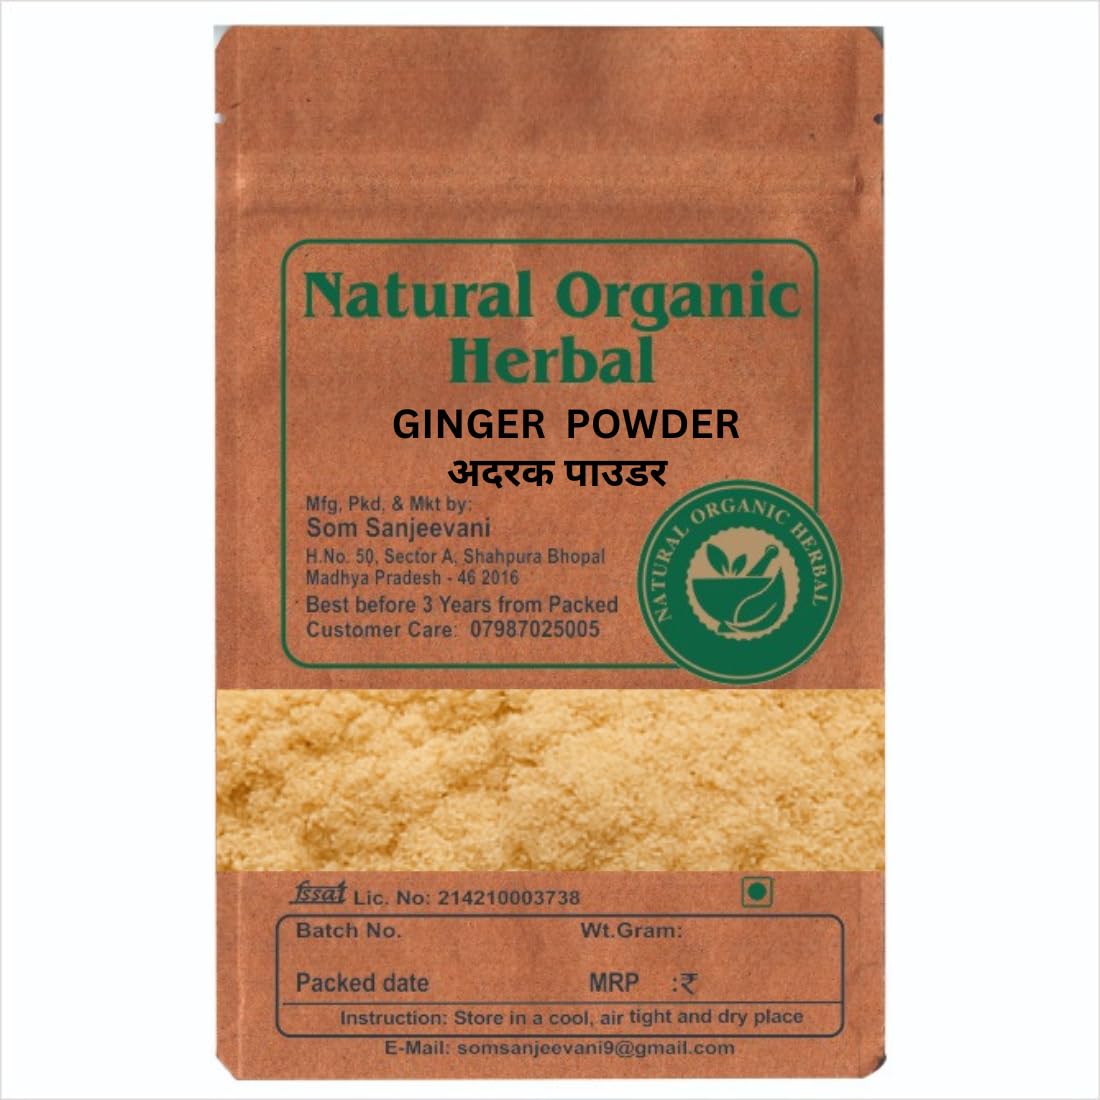 Natural Organic
Herbal
GINGER POWDER
अदरक पाउडर
Mfg, Pkd, & Mkt by:
Som Sanjeevani
H.No. 50, Sector A, Shahpura Bhopal
Madhya Pradesh - 46 2016
Best before 3 Years from Packed
Customer Care: 07987025005
NATURAL ORGANIC HERBAL
fssai Lic. No: 214210003738
Batch No. Wt.Gram:
Packed date MRP :₹
Instruction: Store in a cool, air tight and dry place
E-Mail: somsanjeevani9@gmail.com